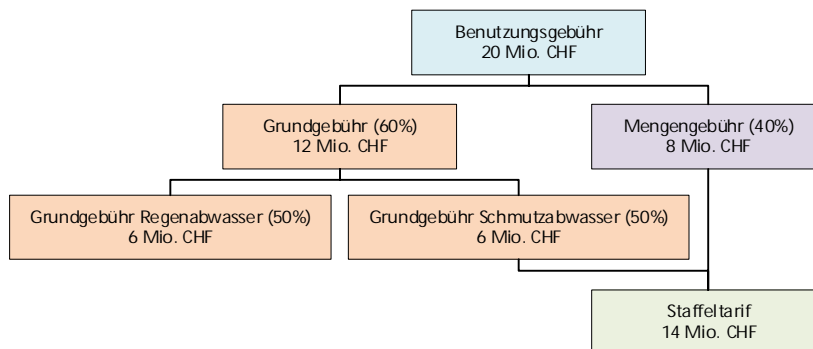 Benutzungsgebühr
20 Mio. CHF
Grundgebühr (60%)
12 Mio. CHF
Mengengebühr (40%)
8 Mio. CHF
Grundgebühr Regenabwasser (50%)
6 Mio. CHF
Grundgebühr Schmutzabwasser (50%)
6 Mio. CHF
Staffeltarif
14 Mio. CHF